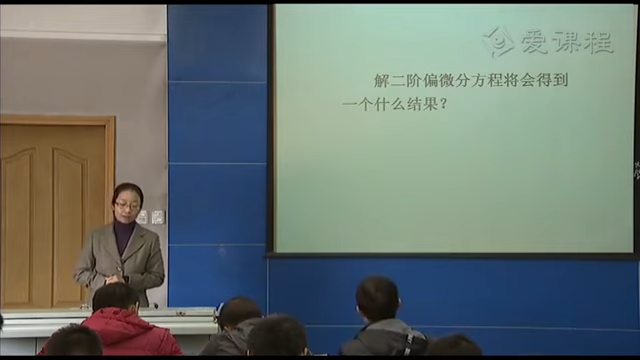 爱课程
解二阶偏微分方程将会得到
一个什么结果？